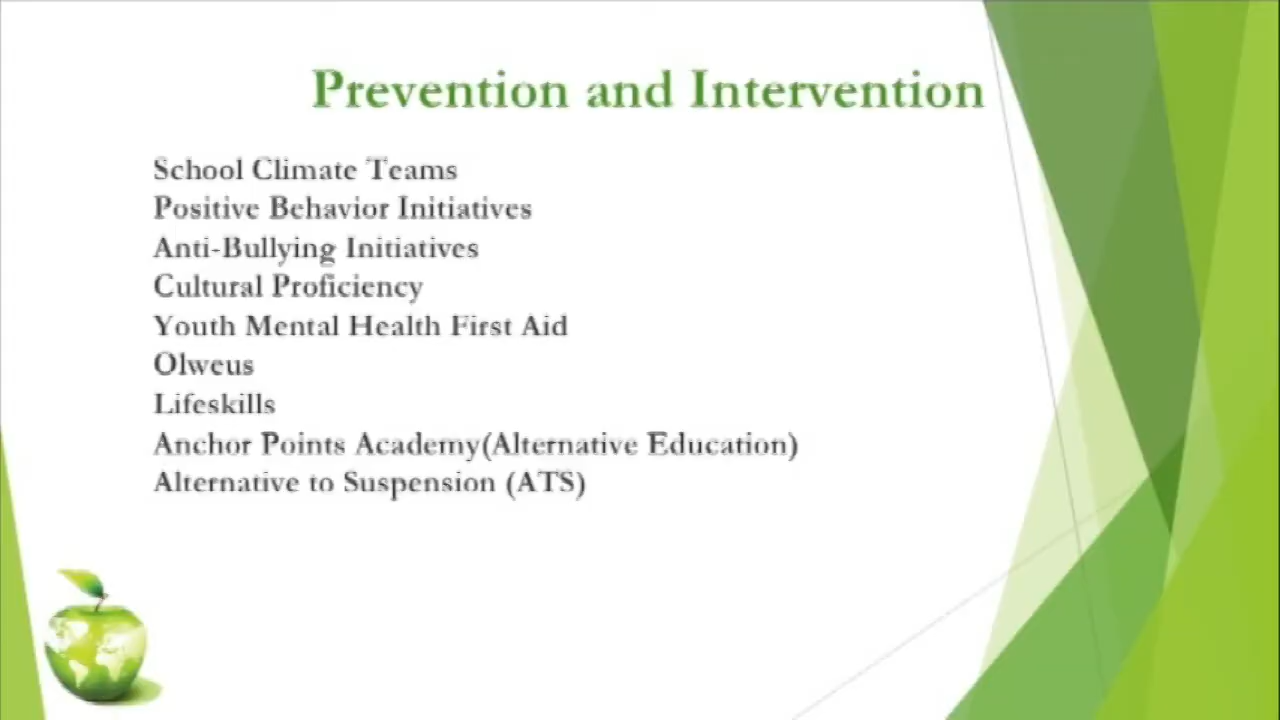 Prevention and Intervention
School Climate Teams
Positive Behavior Initiatives
Anti-Bullying Initiatives
Cultural Proficiency
Youth Mental Health First Aid
Olweus
Lifeskills
Anchor Points Academy(Alternative Education)
Alternative to Suspension (ATS)